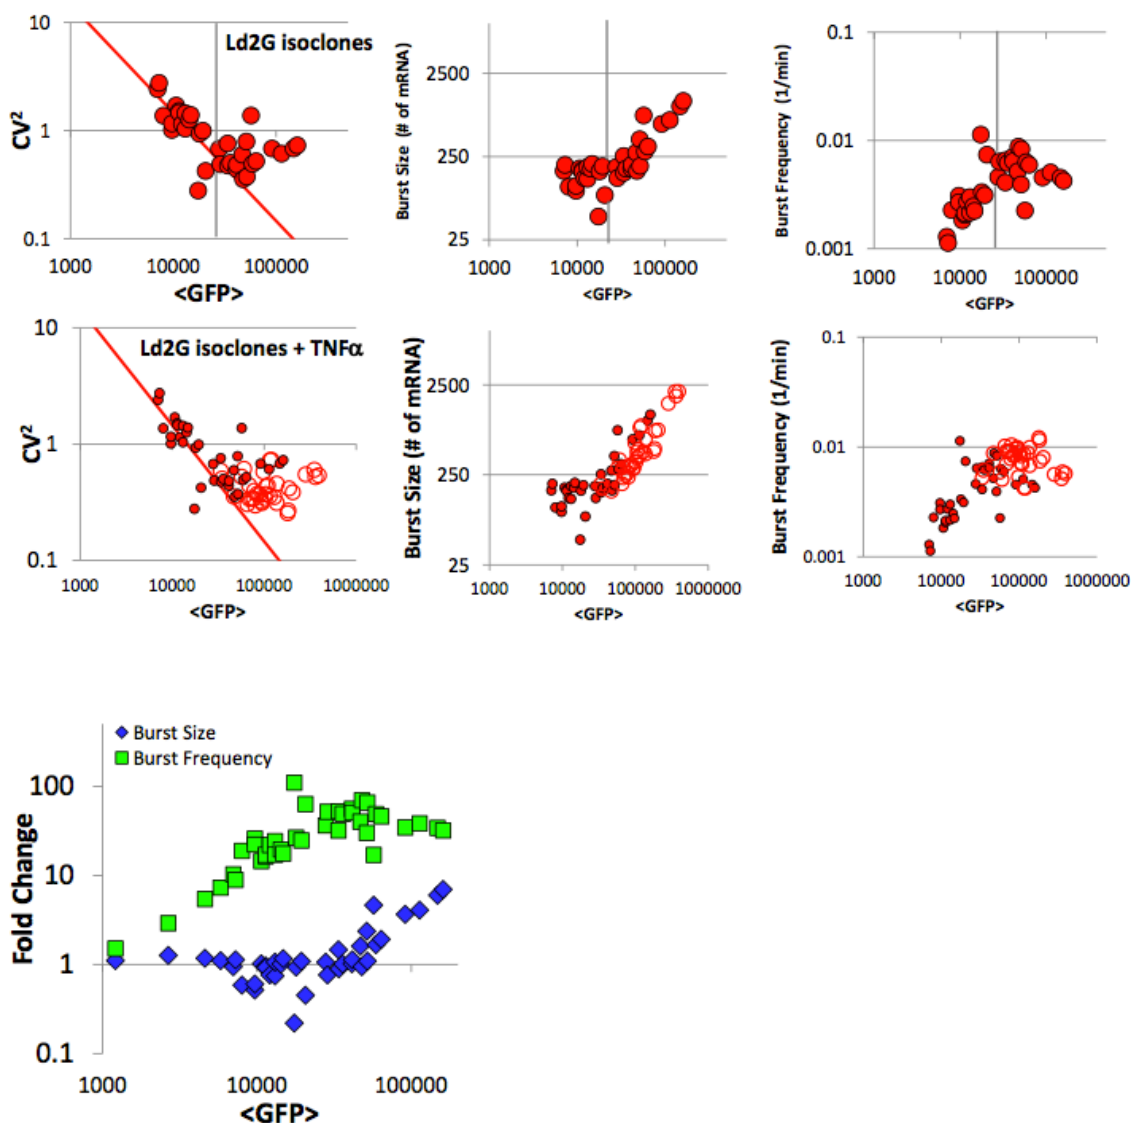 10
1
0.1
1000
10000
100000
CV²
<GFP>
Ld2G isoclones
2500
250
25
1000
10000
100000
Burst Size (# of mRNA)
<GFP>
0.1
0.01
0.001
1000
10000
100000
Burst Frequency (1/min)
<GFP>
10
1
0.1
1000
10000
100000
1000000
CV²
<GFP>
Ld2G isoclones + TNFα
2500
250
25
1000
10000
100000
1000000
Burst Size (# of mRNA)
<GFP>
0.1
0.01
0.001
1000
10000
100000
1000000
Burst Frequency (1/min)
<GFP>
Burst Size
Burst Frequency
100
10
1
0.1
1000
10000
100000
Fold Change
<GFP>